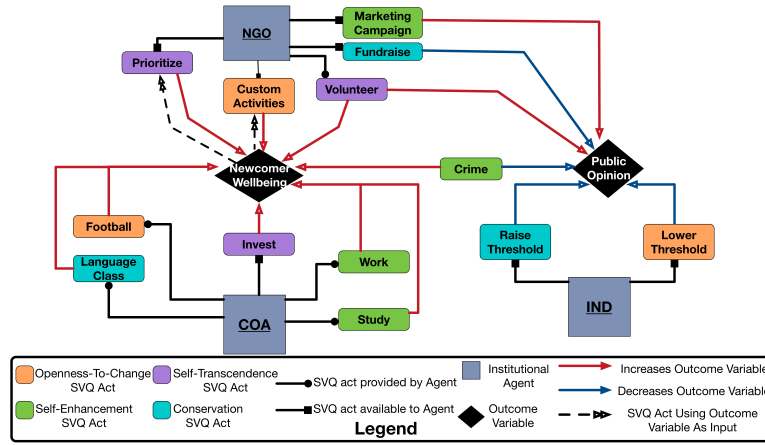 NGO
Marketing
Campaign
Fundraise
Prioritize
Custom
Activities
Volunteer
Newcomer
Wellbeing
Crime
Public
Opinion
Football
Invest
Raise
Threshold
Lower
Threshold
Language
Class
Work
COA
Study
IND
Openness-To-Change
SVQ Act
Self-Transcendence
SVQ Act
SVQ act provided by Agent
Institutional
Agent
Increases Outcome Variable
Decreases Outcome Variable
Self-Enhancement
SVQ Act
Conservation
SVQ Act
SVQ act available to Agent
Outcome
Variable
SVQ Act Using Outcome
Variable As Input
Legend